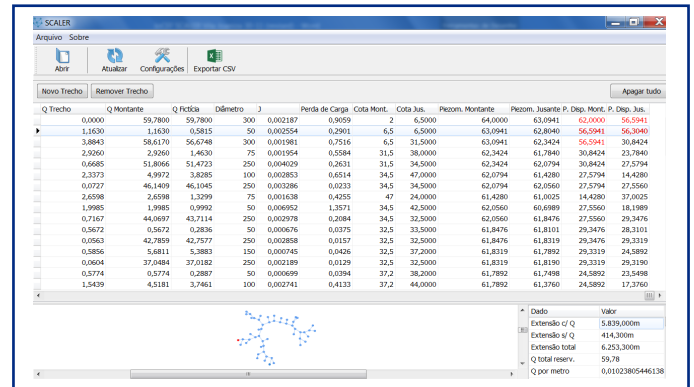 SCALER
Arquivo Sobre
Abrir Atualizar Configurações Exportar CSV
Novo Trecho Remover Trecho Apagar tudo
Q Trecho Q Montante Q Fictícia Diâmetro J Perda de Carga Cota Mont. Cota Jus. Piezom. Montante Piezom. Jusante P. Disp. Mont. P. Disp. Jus.
0,0000 59,7800 59,7800 300 0,002187 0,9059 2 6,5000 64,0000 63,0941 62,0000 56,5941
1,1630 1,1630 0,5815 50 0,002554 0,2901 6,5 6,5000 63,0941 62,8040 56,5941 56,3040
3,8843 58,6170 56,6748 300 0,001981 0,7516 6,5 31,5000 63,0941 62,3424 56,5941 30,8424
2,9260 2,9260 1,4630 75 0,001954 0,5584 31,5 38,0000 62,3424 61,7840 30,8424 23,7840
0,6685 51,8066 51,4723 250 0,004029 0,2631 31,5 34,5000 62,3424 62,0794 30,8424 27,5794
2,3373 4,9972 3,8285 100 0,002853 0,6514 34,5 47,0000 62,0794 61,4280 27,5794 14,4280
0,0727 46,1409 46,1045 250 0,003286 0,0233 34,5 34,5000 62,0794 62,0560 27,5794 27,5560
2,6598 2,6598 1,3299 75 0,001638 0,4255 47 24,0000 61,4280 61,0025 14,4280 37,0025
1,9985 1,9985 0,9992 50 0,006952 1,3571 34,5 42,5000 62,0560 60,6989 27,5560 18,1989
0,7167 44,0697 43,7114 250 0,002978 0,2084 34,5 32,5000 62,0560 61,8476 27,5560 29,3476
0,5672 0,5672 0,2836 50 0,000676 0,0375 32,5 33,5000 61,8476 61,8101 29,3476 28,3101
0,0563 42,7859 42,7577 250 0,002858 0,0157 32,5 32,5000 61,8476 61,8319 29,3476 29,3319
0,5856 5,6811 5,3883 150 0,000745 0,0426 32,5 37,2000 61,8319 61,7892 29,3319 24,5892
0,0604 37,0484 37,0182 250 0,002189 0,0129 32,5 32,5000 61,8319 61,8190 29,3319 29,3190
0,5774 0,5774 0,2887 50 0,000699 0,0394 37,2 38,2000 61,7892 61,7498 24,5892 23,5498
1,5439 4,5181 3,7461 100 0,002741 0,4133 37,2 44,0000 61,7892 61,3760 24,5892 17,3760
Dado Valor
Extensão c/ Q 5.839,000m
Extensão s/ Q 414,300m
Extensão total 6.253,300m
Q total reserv. 59,78
Q por metro 0,01023805446138